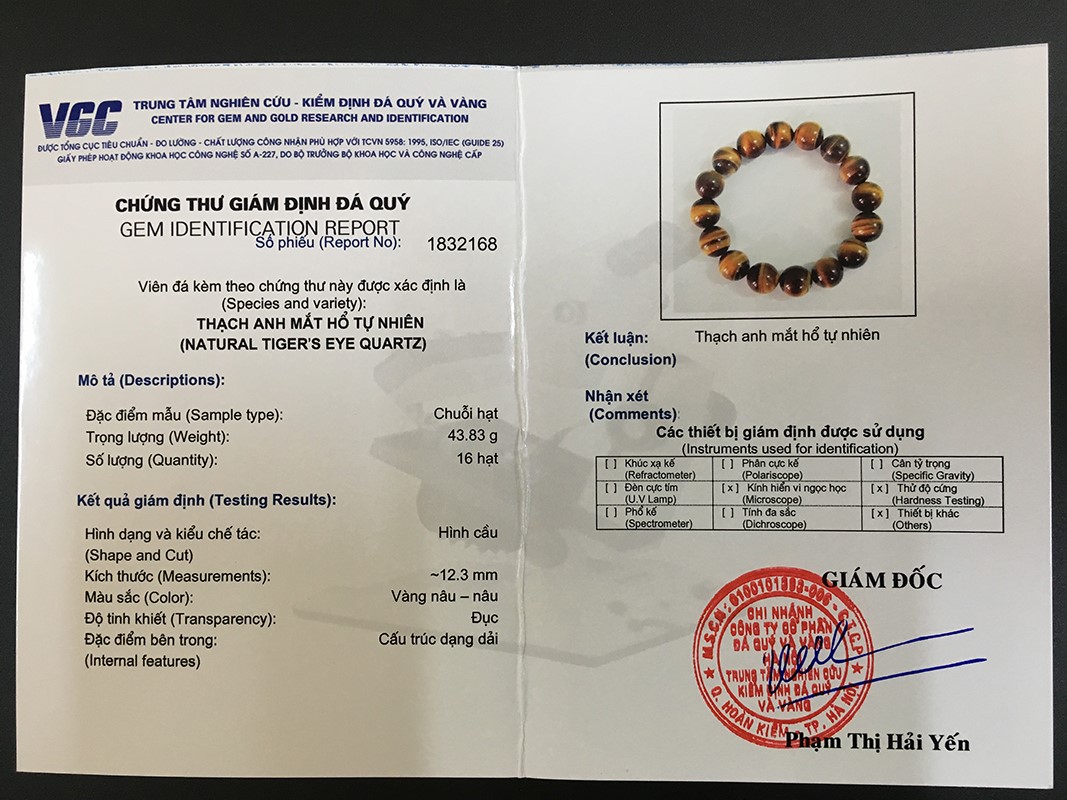 VGC
TRUNG TÂM NGHIÊN CỨU - KIỂM ĐỊNH ĐÁ QUÝ VÀ VÀNG
CENTER FOR GEM AND GOLD RESEARCH AND IDENTIFICATION
ĐƯỢC TỔNG CỤC TIÊU CHUẨN - ĐO LƯỜNG - CHẤT LƯỢNG CÔNG NHẬN PHÙ HỢP VỚI TCVN 5958: 1995, ISO/IEC (GUIDE 25)
GIẤY PHÉP HOẠT ĐỘNG KHOA HỌC CÔNG NGHỆ SỐ A-227, DO BỘ TRƯỞNG BỘ KHOA HỌC VÀ CÔNG NGHỆ CẤP
CHỨNG THƯ GIÁM ĐỊNH ĐÁ QUÝ
GEM IDENTIFICATION REPORT
Số phiếu (Report No): 1832168
Viên đá kèm theo chứng thư này được xác định là
(Species and variety):
THẠCH ANH MẮT HỔ TỰ NHIÊN
(NATURAL TIGER'S EYE QUARTZ)
Mô tả (Descriptions):
Đặc điểm mẫu (Sample type): Chuỗi hạt
Trọng lượng (Weight): 43.83 g
Số lượng (Quantity): 16 hạt
Kết quả giám định (Testing Results):
Hình dạng và kiểu chế tác: Hình cầu
(Shape and Cut)
Kích thước (Measurements): ~12.3 mm
Màu sắc (Color): Vàng nâu – nâu
Độ tinh khiết (Transparency): Đục
Đặc điểm bên trong: Cấu trúc dạng dải
(Internal features)
Kết luận: Thạch anh mắt hổ tự nhiên
(Conclusion)
Nhận xét
(Comments):
Các thiết bị giám định được sử dụng
(Instruments used for identification)
[ ] Khúc xạ kế [ ] Phân cực kế [ ] Cân tỷ trọng
(Refractometer) (Polariscope) (Specific Gravity)
[ ] Đèn cực tím [x] Kính hiển vi ngọc học [x] Thử độ cứng
(U.V Lamp) (Microscope) (Hardness Testing)
[ ] Phổ kế [ ] Tính đa sắc [x] Thiết bị khác
(Spectrometer) (Dichroscope) (Others)
GIÁM ĐỐC
M.S.C.N: 0100101393-006 - C.T.C.P
CHI NHÁNH
CÔNG TY CỔ PHẦN
ĐÁ QUÝ VÀ VÀNG
TRUNG TÂM NGHIÊN CỨU
KIỂM ĐỊNH ĐÁ QUÝ
VÀ VÀNG
Q. HOÀN KIẾM - TP. HÀ NỘI
Phạm Thị Hải Yến